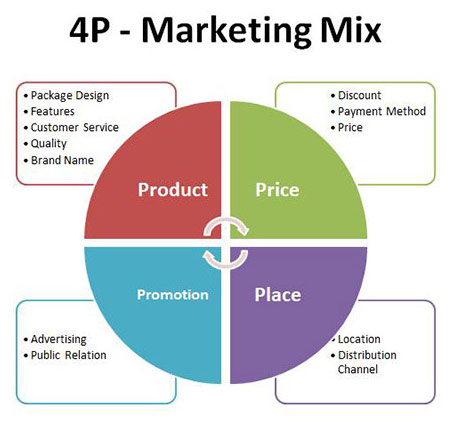 4P - Marketing Mix
• Package Design
• Features
• Customer Service
• Quality
• Brand Name
• Discount
• Payment Method
• Price
Product
Price
Promotion
Place
• Advertising
• Public Relation
• Location
• Distribution
Channel